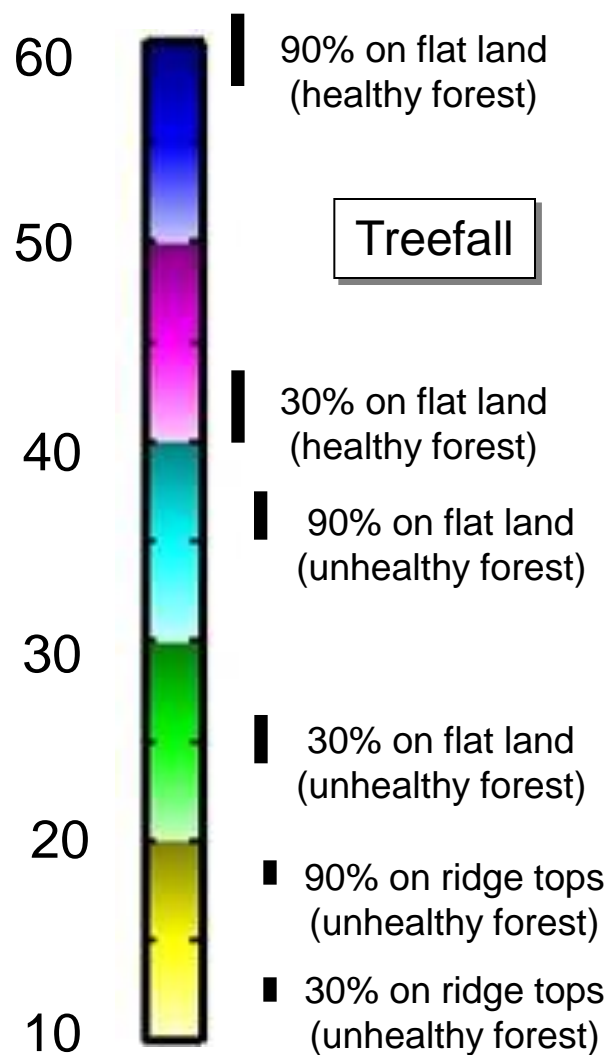 60
90% on flat land
(healthy forest)
Treefall
50
30% on flat land
(healthy forest)
40
90% on flat land
(unhealthy forest)
30
30% on flat land
(unhealthy forest)
20
90% on ridge tops
(unhealthy forest)
30% on ridge tops
10
(unhealthy forest)